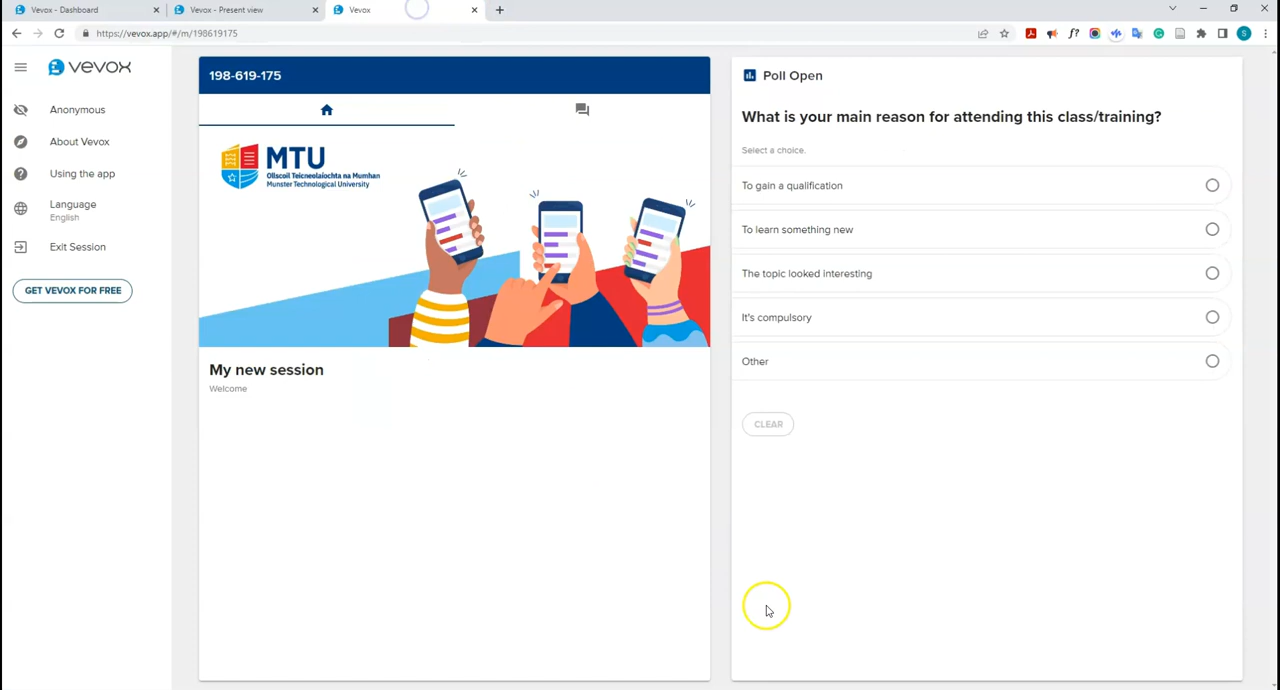 Vevox - Dashboard
Vevox - Present view
Vevox
https://vevox.app/#/m/198619175
f?
S
vevox
Anonymous
About Vevox
Using the app
Language
English
Exit Session
GET VEVOX FOR FREE
198-619-175
MTU
Ollscoil Teicneolaíochta na Mumhan
Munster Technological University
My new session
Welcome
Poll Open
What is your main reason for attending this class/training?
Select a choice.
To gain a qualification
To learn something new
The topic looked interesting
It's compulsory
Other
CLEAR